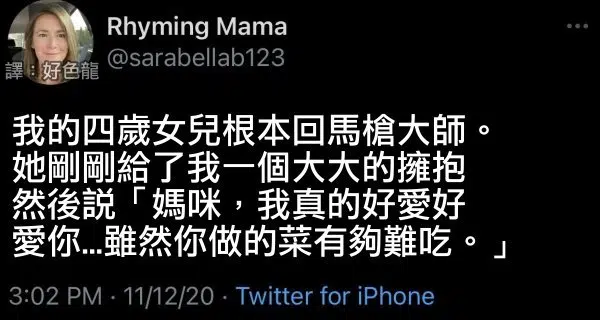 Rhyming Mama
@sarabellab123
譯：好色龍
我的四歲女兒根本回馬槍大師。
她剛剛給了我一個大大的擁抱
然後説「媽咪，我真的好愛好
愛你...雖然你做的菜有夠難吃。」
3:02 PM · 11/12/20 · Twitter for iPhone